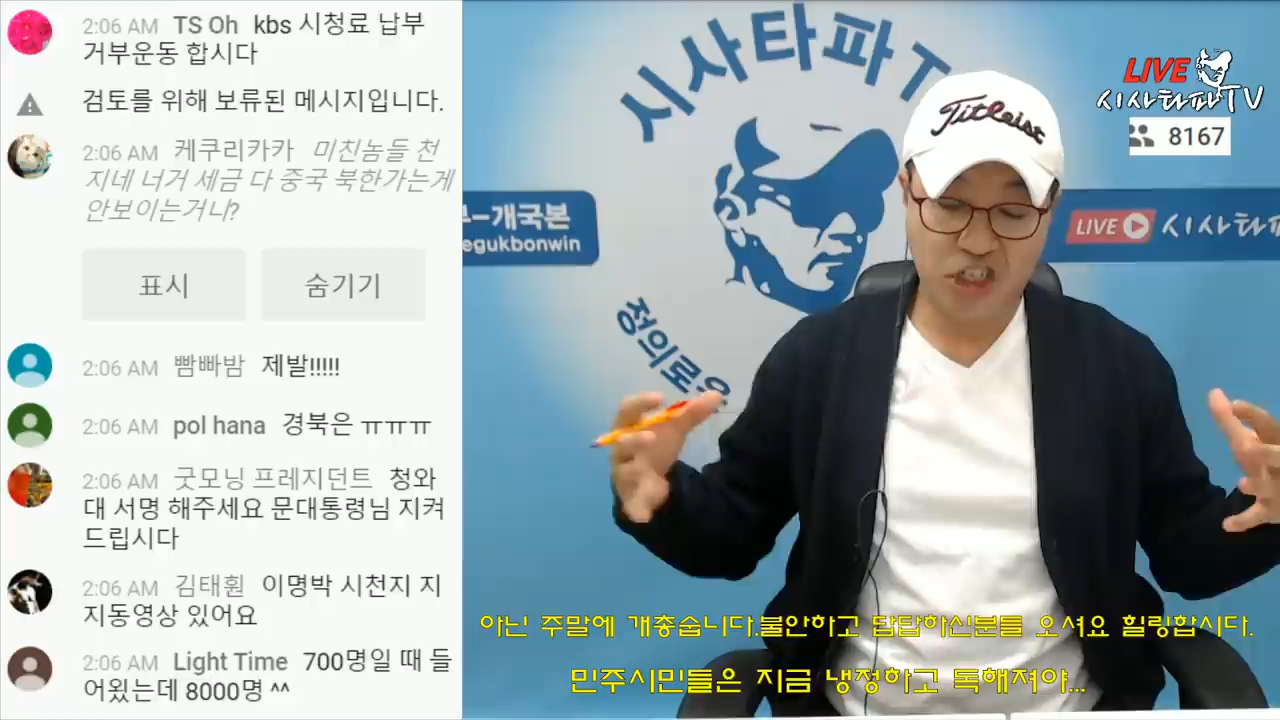 2:06 AM TS Oh kbs 시청료 납부
거부운동 합시다
검토를 위해 보류된 메시지입니다.
2:06 AM 케쿠리카카 미친놈들 천
지네 너거 세금 다 중국 북한가는게
안보이는거니?
표시 숨기기
2:06 AM 빰빠밤 제발!!!!!
2:06 AM pol hana 경북은 ㅠㅠㅠ
2:06 AM 굿모닝 프레지던트 청와
대 서명 해주세요 문대통령님 지켜
드립시다
2:06 AM 김태훤 이명박 시천지 지
지동영상 있어요
2:06 AM Light Time 700명일 때 들
어왔는데 8000명 ^^
시사타파T
Titleist
LIVE
시사타파TV
8167
부-개국본
egukbonwin
LIVE 시사타파
정의로운
아닌 주말에 개총습니다.불안하고 답답하신분들 오셔요 힐링합시다.
민주시민들은 지금 냉정하고 독해져야...